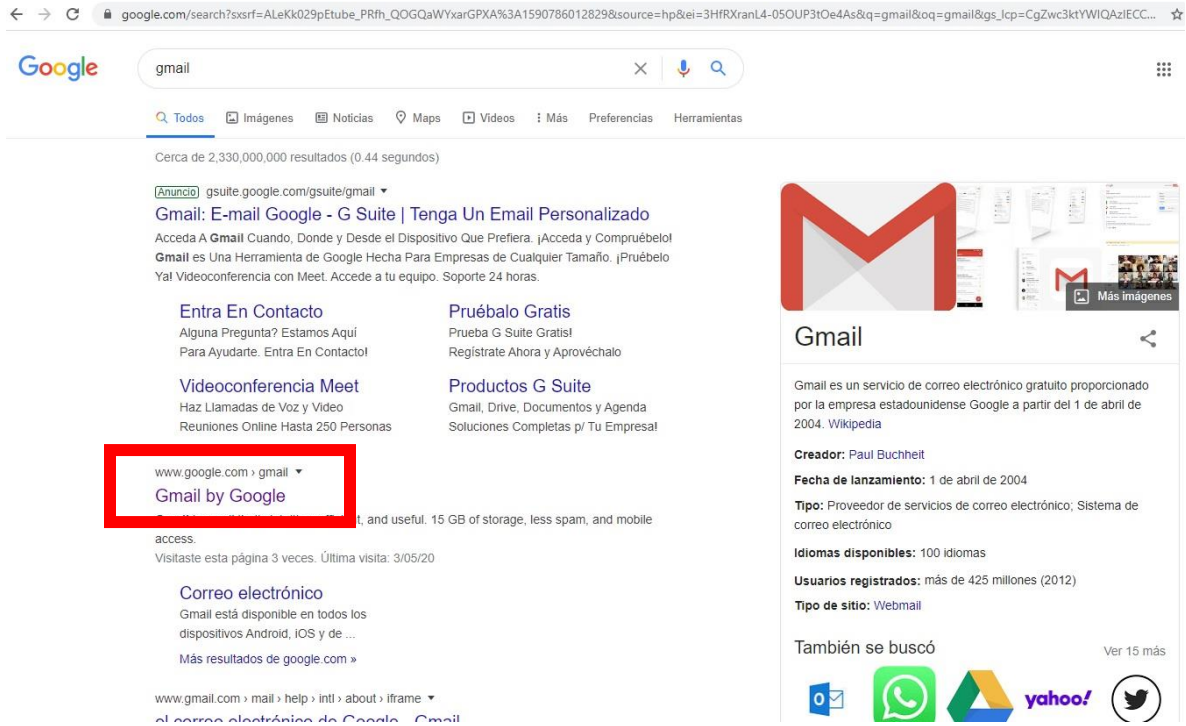 google.com/search?sxsrf=ALeKk029pEtube_PRfh_QOGQaWYxarGPXA%3A1590786012829&source=hp&ei=3HfRXranL4-05OUP3tOe4As&q=gmail&oq=gmail&gs_lcp=CgZwc3ktYWIQAzIECC...
Google
gmail
Todos Imágenes Noticias Maps Videos Más Preferencias Herramientas
Cerca de 2,330,000,000 resultados (0.44 segundos)
Anuncio gsuite.google.com/gsuite/gmail
Gmail: E-mail Google - G Suite | Tenga Un Email Personalizado
Acceda A Gmail Cuando, Donde y Desde el Dispositivo Que Prefiera. ¡Acceda y Compruébelo!
Gmail es Una Herramienta de Google Hecha Para Empresas de Cualquier Tamaño. ¡Pruébelo
Ya! Videoconferencia con Meet. Accede a tu equipo. Soporte 24 horas.
Entra En Contacto
Alguna Pregunta? Estamos Aquí
Para Ayudarte. Entra En Contacto!
Pruébalo Gratis
Prueba G Suite Gratis!
Regístrate Ahora y Aprovéchalo
Videoconferencia Meet
Haz Llamadas de Voz y Video
Reuniones Online Hasta 250 Personas
Productos G Suite
Gmail, Drive, Documentos y Agenda
Soluciones Completas p/ Tu Empresa!
www.google.com › gmail
Gmail by Google
and useful. 15 GB of storage, less spam, and mobile
access.
Visitaste esta página 3 veces. Última visita: 3/05/20
Correo electrónico
Gmail está disponible en todos los
dispositivos Android, iOS y de ...
Más resultados de google.com »
www.gmail.com › mail › help › intl › about › iframe
el correo electrónico de Google - Gmail
Más imágenes
Gmail
Gmail es un servicio de correo electrónico gratuito proporcionado
por la empresa estadounidense Google a partir del 1 de abril de
2004. Wikipedia
Creador: Paul Buchheit
Fecha de lanzamiento: 1 de abril de 2004
Tipo: Proveedor de servicios de correo electrónico; Sistema de
correo electrónico
Idiomas disponibles: 100 idiomas
Usuarios registrados: más de 425 millones (2012)
Tipo de sitio: Webmail
También se buscó
Ver 15 más
yahoo!